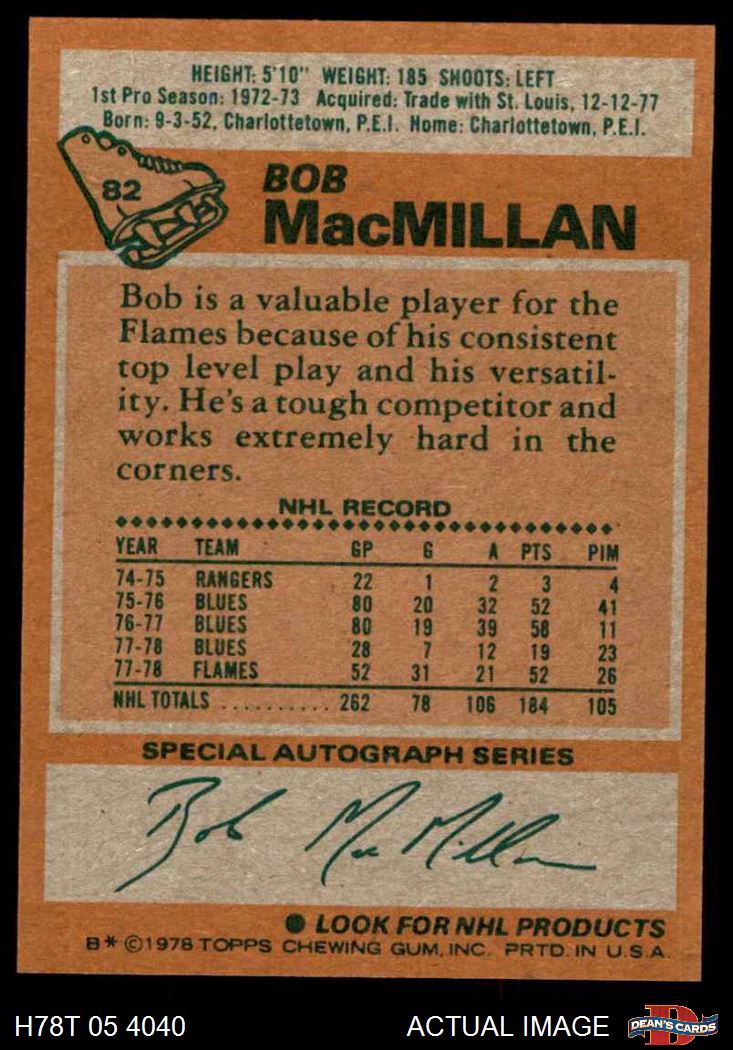 HEIGHT: 5'10" WEIGHT: 185 SHOOTS: LEFT
1st Pro Season: 1972-73 Acquired: Trade with St. Louis, 12-12-77
Born: 9-3-52, Charlottetown, P.E.I. Home: Charlottetown, P.E.I.
82
BOB
MacMILLAN
Bob is a valuable player for the
Flames because of his consistent
top level play and his versatil-
ity. He's a tough competitor and
works extremely hard in the
corners.
NHL RECORD
YEAR TEAM GP G A PTS PIM
74-75 RANGERS 22 1 2 3 4
75-76 BLUES 80 20 32 52 41
76-77 BLUES 80 19 39 58 11
77-78 BLUES 28 7 12 19 23
77-78 FLAMES 52 31 21 52 26
NHL TOTALS .......... 262 78 106 184 105
SPECIAL AUTOGRAPH SERIES
Bob MacMillan
● LOOK FOR NHL PRODUCTS
B* ©1978 TOPPS CHEWING GUM, INC. PRTD. IN U.S.A.
H78T 05 4040 ACTUAL IMAGE DEAN'S CARDS